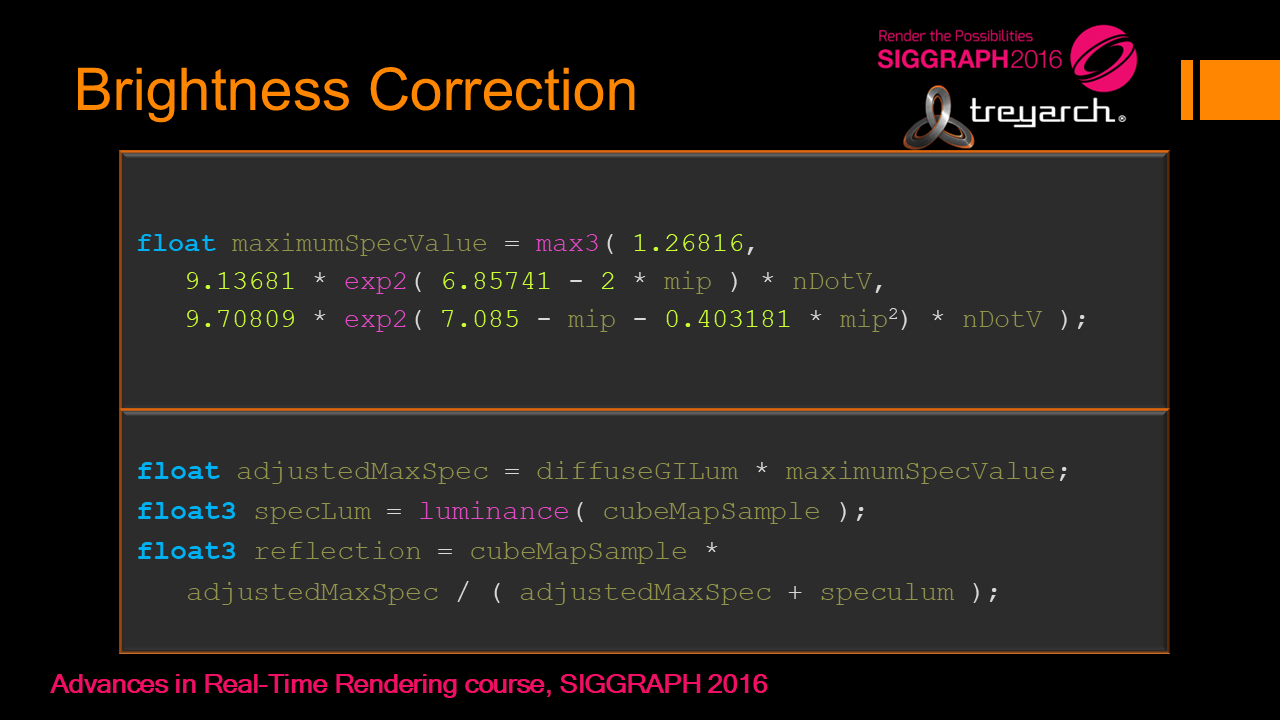 Render the Possibilities
SIGGRAPH2016
treyarch®
Brightness Correction
float maximumSpecValue = max3( 1.26816,
9.13681 * exp2( 6.85741 - 2 * mip ) * nDotV,
9.70809 * exp2( 7.085 - mip - 0.403181 * mip²) * nDotV );
float adjustedMaxSpec = diffuseGILum * maximumSpecValue;
float3 specLum = luminance( cubeMapSample );
float3 reflection = cubeMapSample *
adjustedMaxSpec / ( adjustedMaxSpec + speculum );
Advances in Real-Time Rendering course, SIGGRAPH 2016